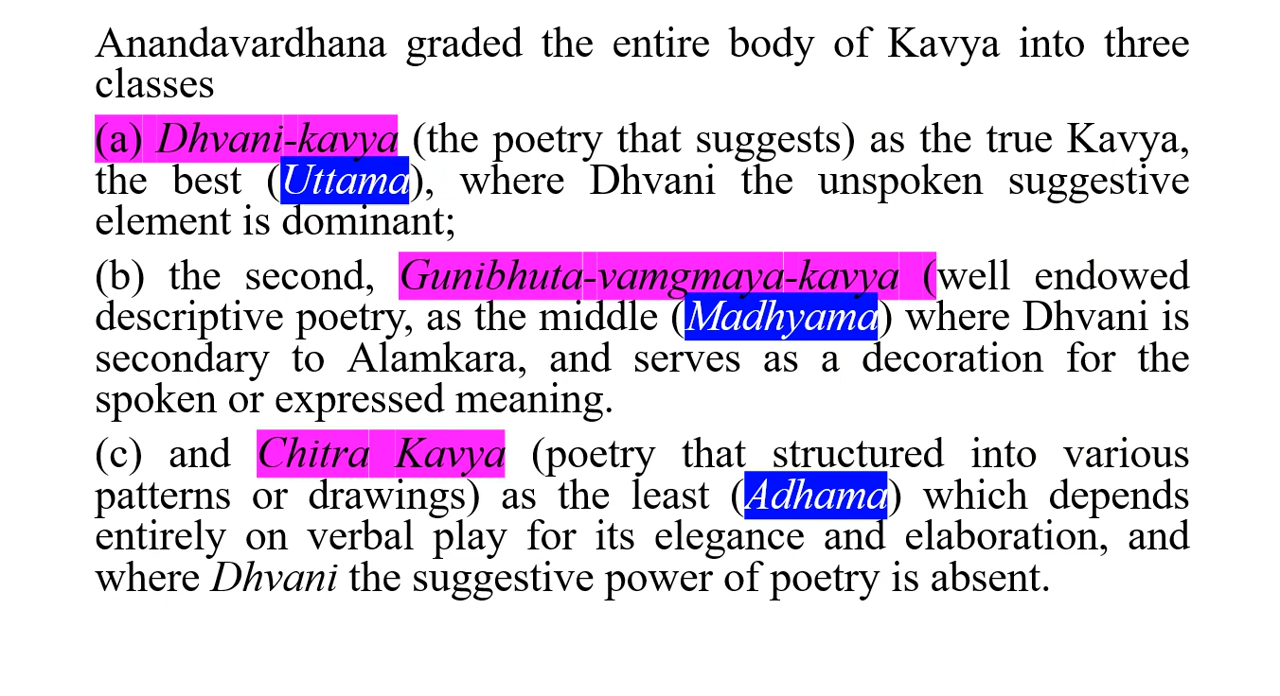 Anandavardhana graded the entire body of Kavya into three
classes
(a) Dhvani-kavya (the poetry that suggests) as the true Kavya,
the best (Uttama), where Dhvani the unspoken suggestive
element is dominant;
(b) the second, Gunibhuta-vamgmaya-kavya (well endowed
descriptive poetry, as the middle (Madhyama) where Dhvani is
secondary to Alamkara, and serves as a decoration for the
spoken or expressed meaning.
(c) and Chitra Kavya (poetry that structured into various
patterns or drawings) as the least (Adhama) which depends
entirely on verbal play for its elegance and elaboration, and
where Dhvani the suggestive power of poetry is absent.